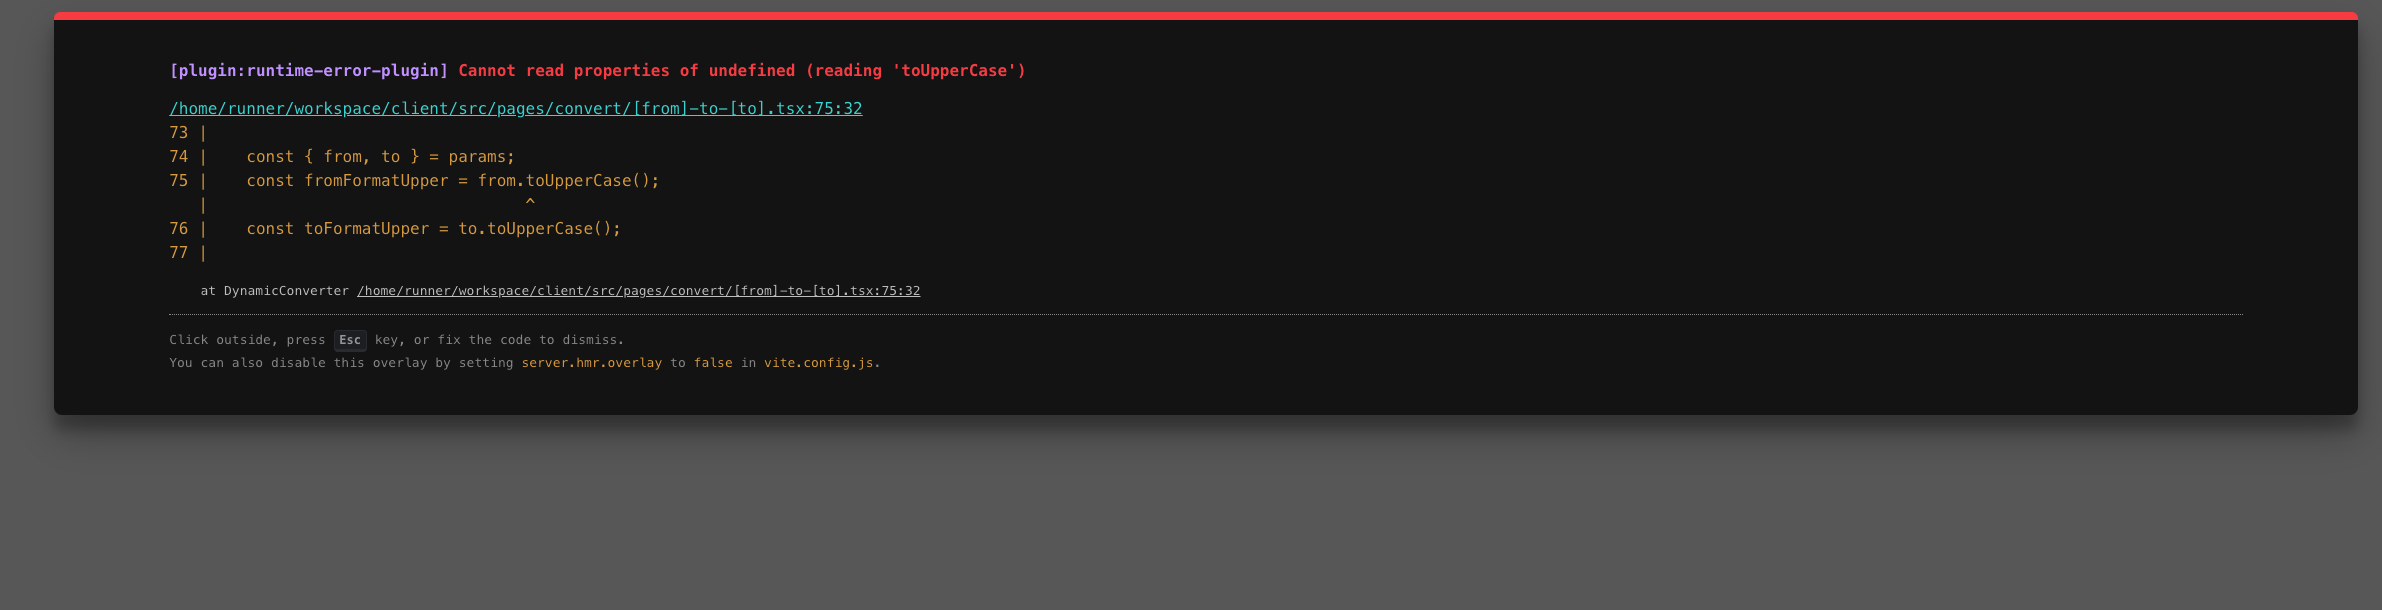 [plugin:runtime-error-plugin] Cannot read properties of undefined (reading 'toUpperCase')
/home/runner/workspace/client/src/pages/convert/[from]-to-[to].tsx:75:32
73 |
74 |    const { from, to } = params;
75 |    const fromFormatUpper = from.toUpperCase();
   |                                 ^
76 |    const toFormatUpper = to.toUpperCase();
77 |
    at DynamicConverter /home/runner/workspace/client/src/pages/convert/[from]-to-[to].tsx:75:32
Click outside, press Esc key, or fix the code to dismiss.
You can also disable this overlay by setting server.hmr.overlay to false in vite.config.js.